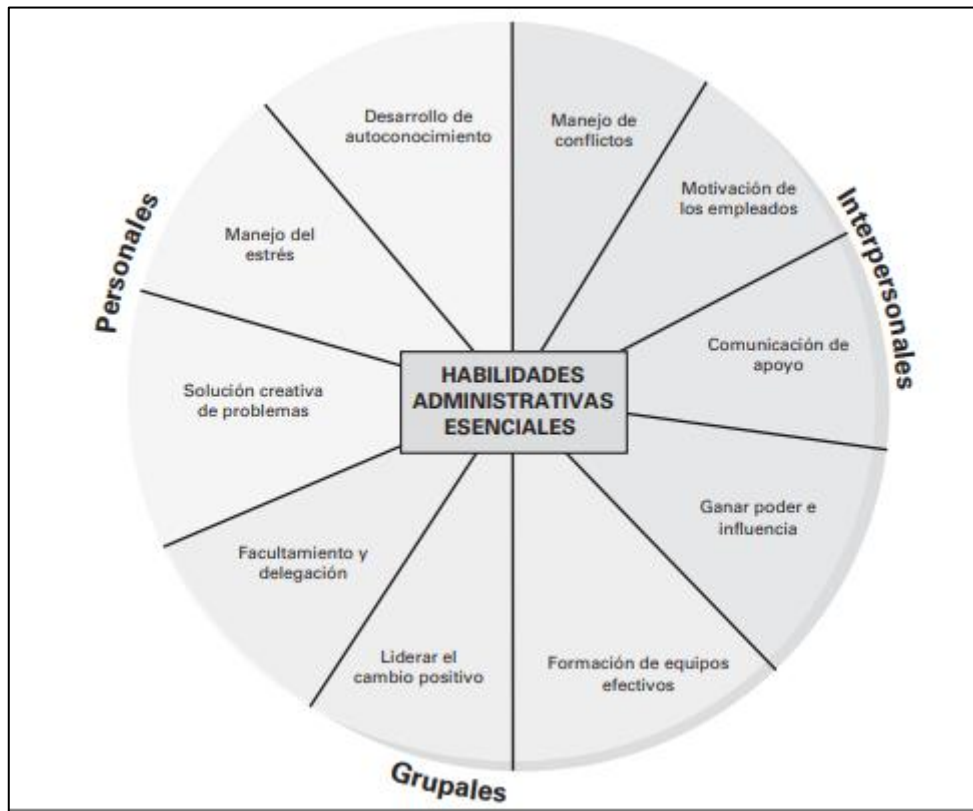 Personales
Interpersonales
Grupales
HABILIDADES
ADMINISTRATIVAS
ESENCIALES
Desarrollo de
autoconocimiento
Manejo del
estrés
Solución creativa
de problemas
Manejo de
conflictos
Motivación de
los empleados
Comunicación de
apoyo
Ganar poder e
influencia
Facultamiento y
delegación
Liderar el
cambio positivo
Formación de equipos
efectivos